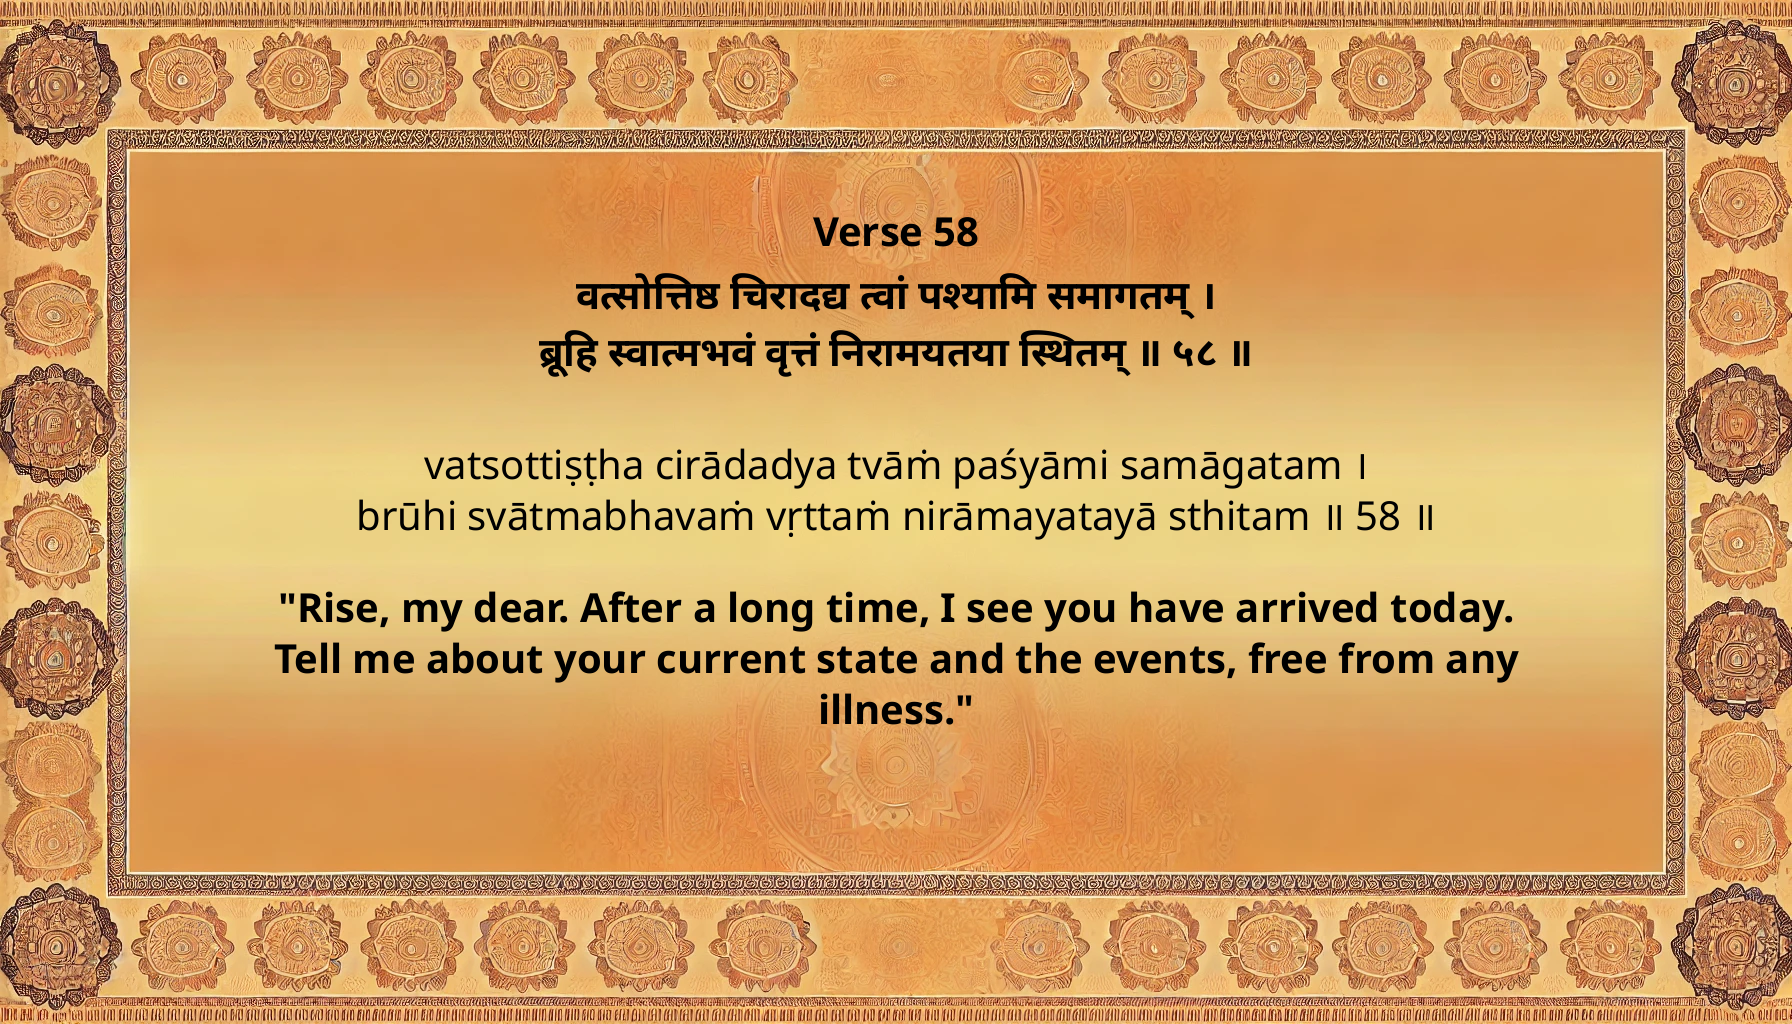 Verse 58
वत्सोत्तिष्ठ चिरादद्य त्वां पश्यामि समागतम् ।
ब्रूहि स्वात्मभवं वृत्तं निरामयतया स्थितम् ॥ ५८ ॥
vatsottiṣṭha cirādadya tvāṁ paśyāmi samāgatam ।
brūhi svātmabhavaṁ vṛttaṁ nirāmayatayā sthitam ॥ 58 ॥
"Rise, my dear. After a long time, I see you have arrived today.
Tell me about your current state and the events, free from any
illness."